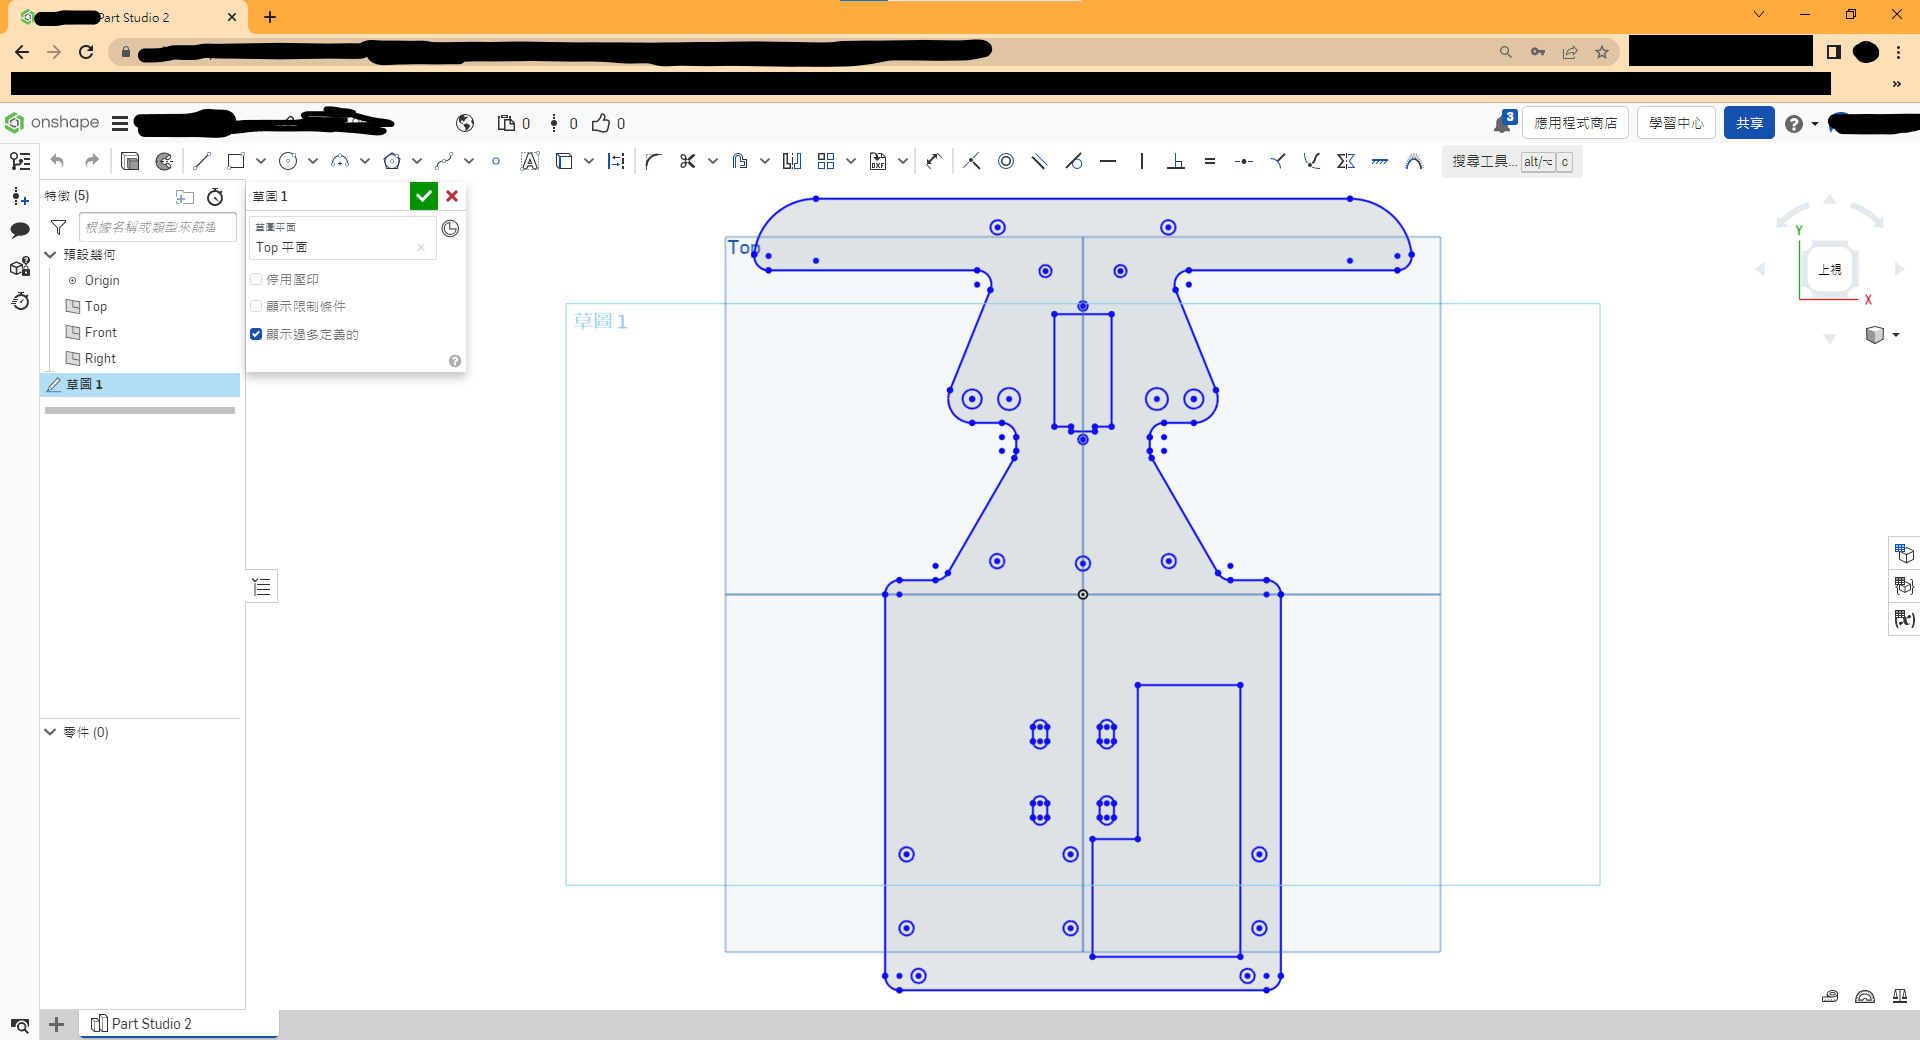 Part Studio 2
onshape
0
0
0
3
應用程式商店
學習中心
共享
搜尋工具...
alt/⌥
c
特徵 (5)
根據名稱或類型來篩選
預設幾何
Origin
Top
Front
Right
草圖 1
零件 (0)
草圖 1
草圖平面
Top 平面
停用壓印
顯示限制條件
顯示過多定義的
Top
草圖 1
Y
上視
X
Part Studio 2